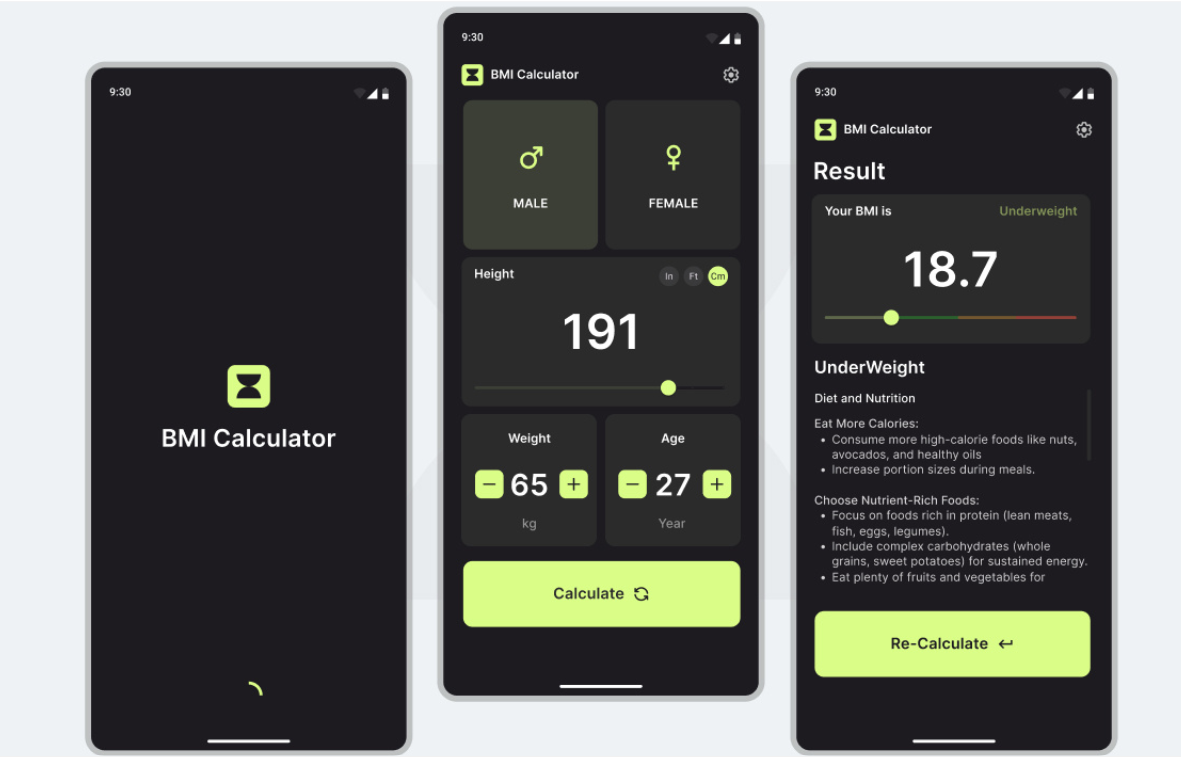 9:30
BMI Calculator
9:30
BMI Calculator
MALE
FEMALE
Height
In
Ft
Cm
191
Weight
65
kg
Age
27
Year
Calculate
9:30
BMI Calculator
Result
Your BMI is
Underweight
18.7
UnderWeight
Diet and Nutrition
Eat More Calories:
• Consume more high-calorie foods like nuts,
avocados, and healthy oils
• Increase portion sizes during meals.
Choose Nutrient-Rich Foods:
• Focus on foods rich in protein (lean meats,
fish, eggs, legumes).
• Include complex carbohydrates (whole
grains, sweet potatoes) for sustained energy.
• Eat plenty of fruits and vegetables for
Re-Calculate